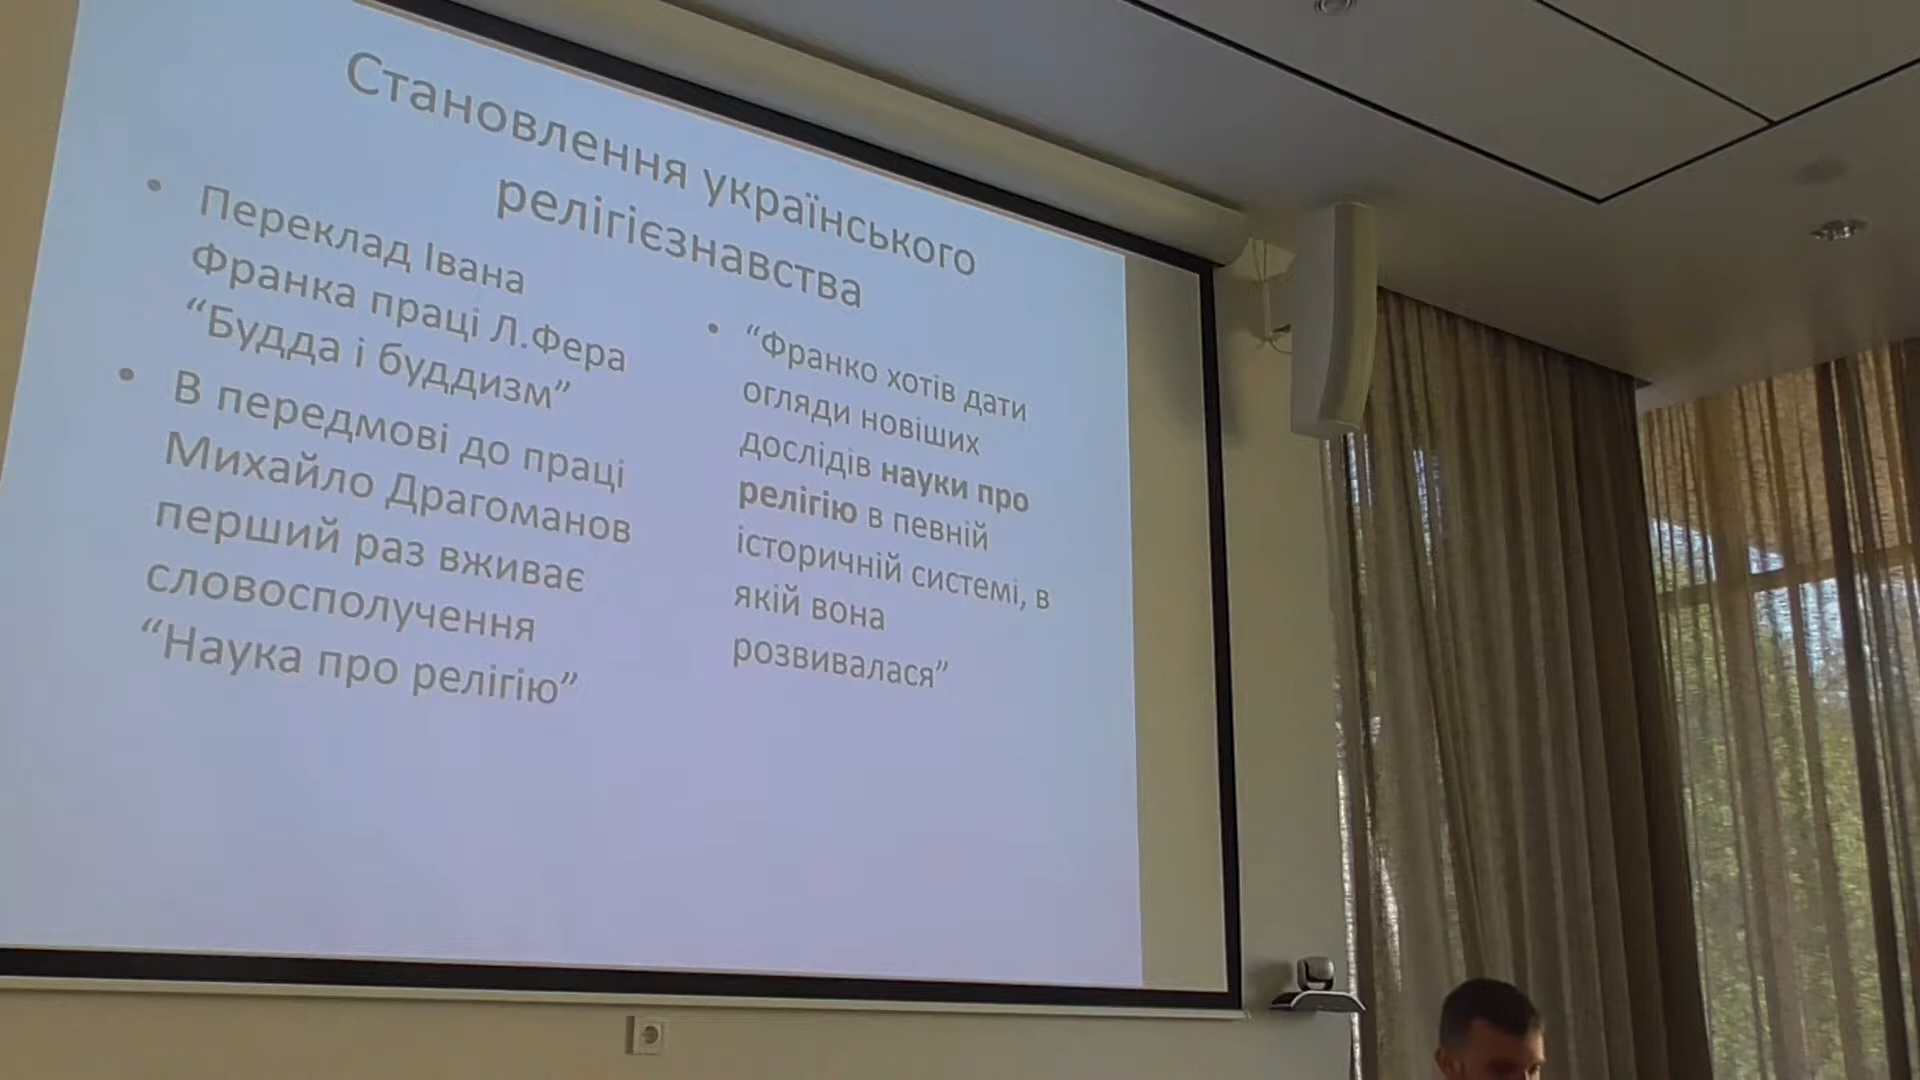 Становлення українського
релігієзнавства
• Переклад Івана
Франка праці Л.Фера
“Будда і буддизм”
• В передмові до праці
Михайло Драгоманов
перший раз вживає
словосполучення
“Наука про релігію”
• “Франко хотів дати
огляди новіших
дослідів науки про
релігію в певній
історичній системі, в
якій вона
розвивалася”